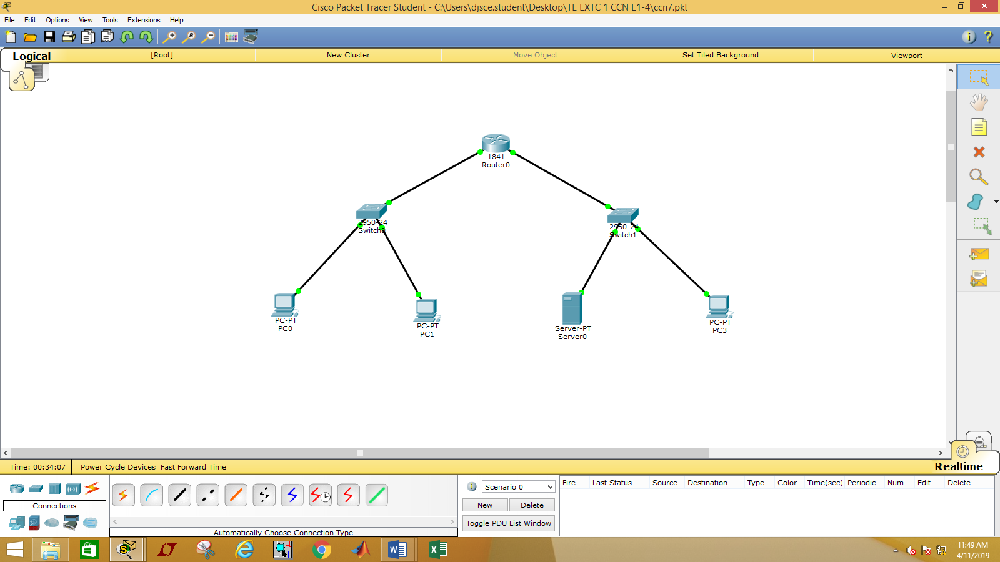 Cisco Packet Tracer Student - C:\Users\djsce.student\Desktop\TE EXTC 1 CCN E1-4\ccn7.pkt
File Edit Options View Tools Extensions Help
Logical [Root] New Cluster Move Object Set Tiled Background Viewport
1841
Router0
2950-24
Switch0
2950-24
Switch1
PC-PT
PC0
PC-PT
PC1
Server-PT
Server0
PC-PT
PC3
Time: 00:34:07 Power Cycle Devices Fast Forward Time
Realtime
Connections
Automatically Choose Connection Type
Scenario 0
New Delete
Toggle PDU List Window
Fire Last Status Source Destination Type Color Time(sec) Periodic Num Edit Delete
11:49 AM
4/11/2019